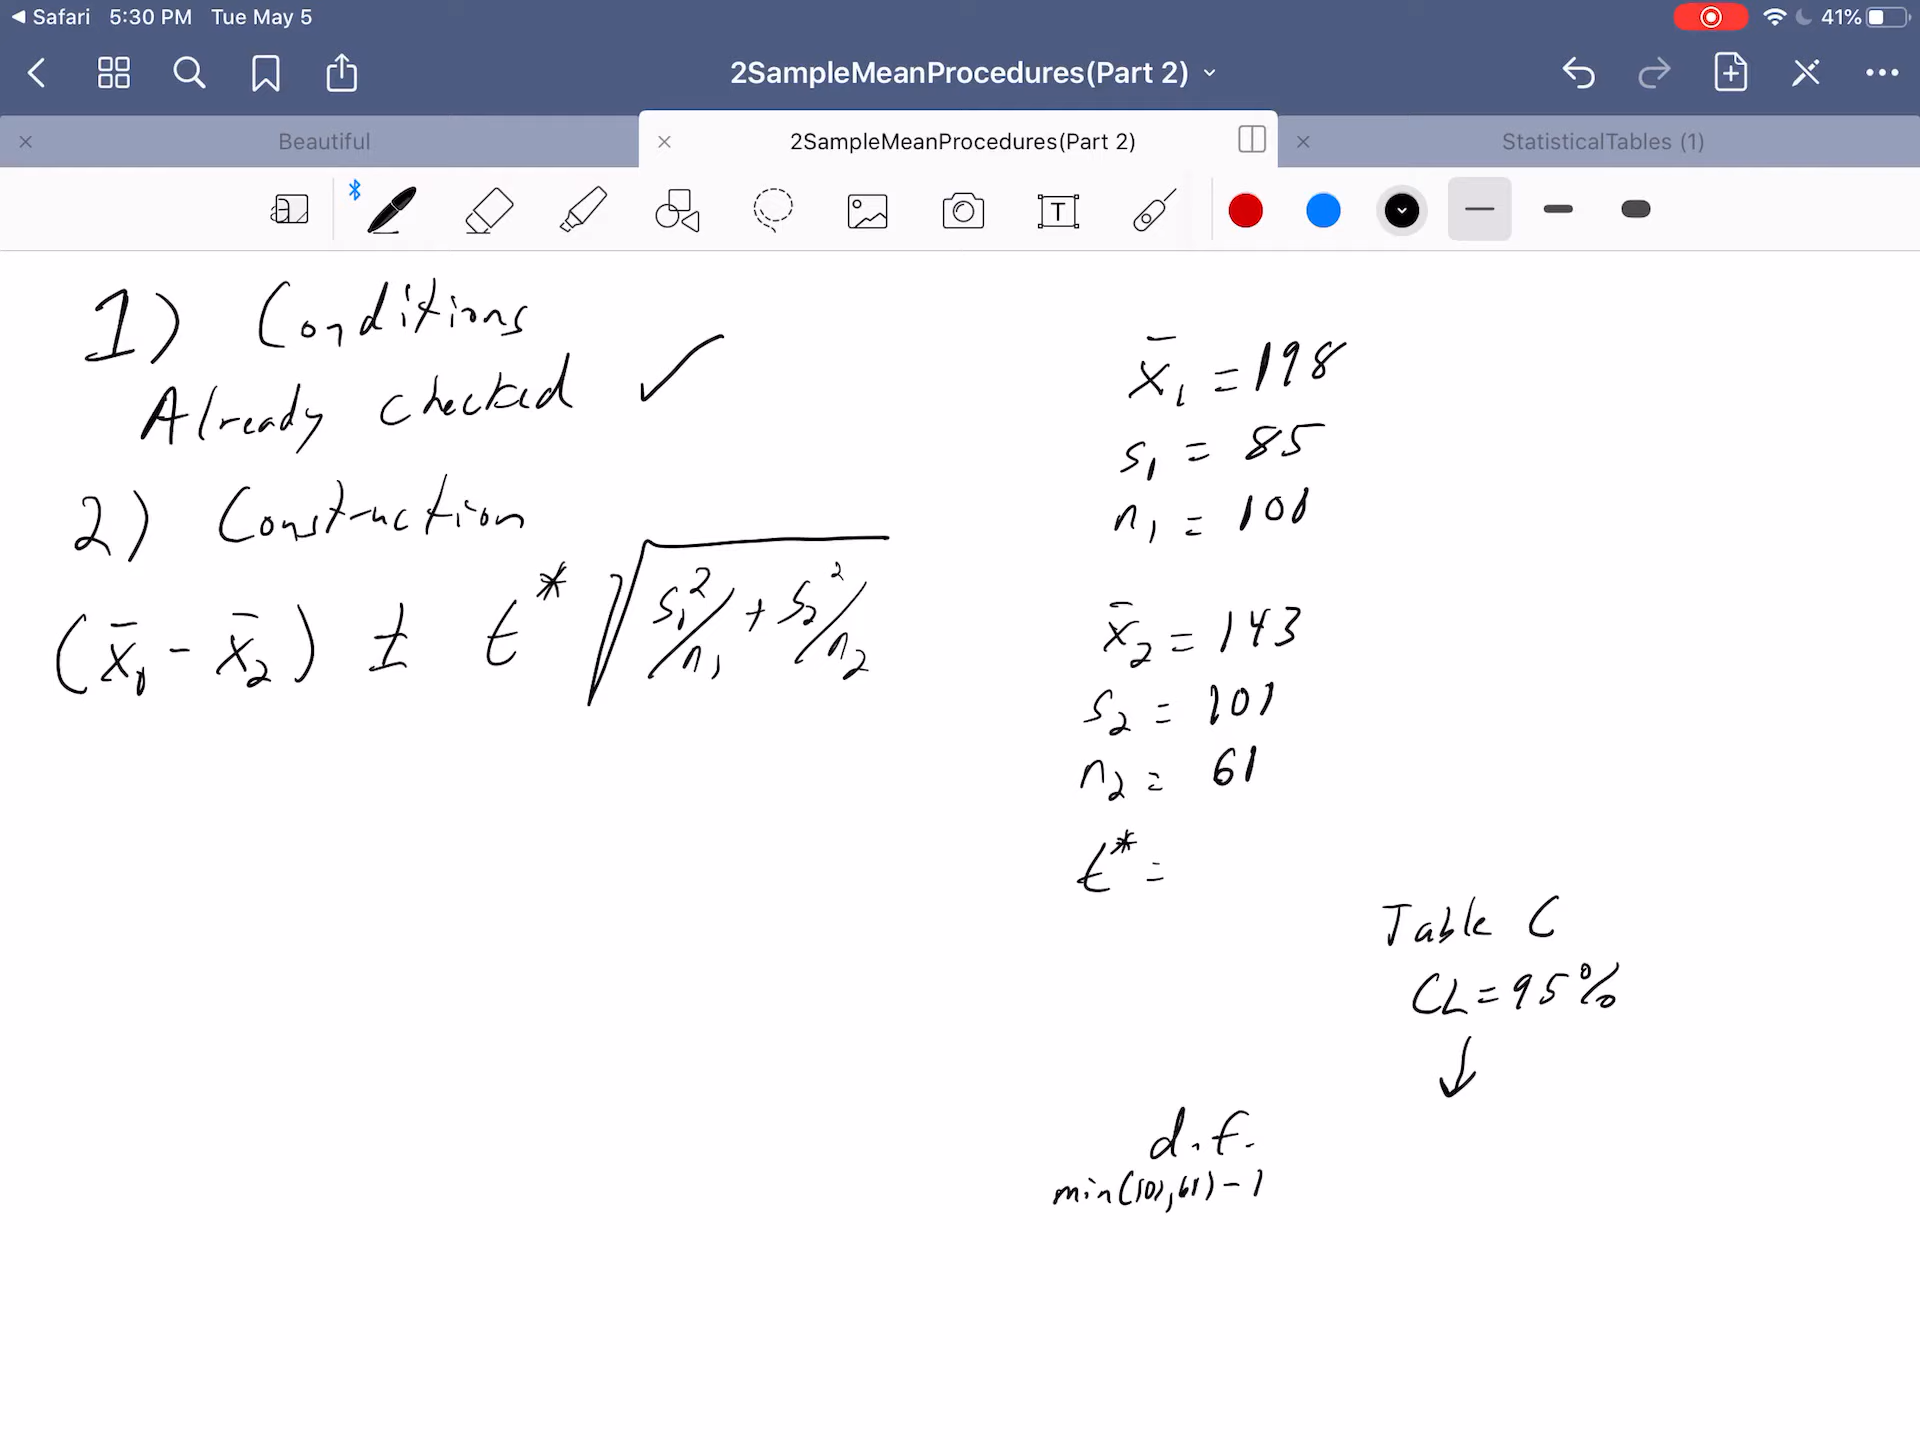 Safari 5:30 PM Tue May 5 41%
2SampleMeanProcedures(Part 2)
Beautiful 2SampleMeanProcedures(Part 2) StatisticalTables (1)
1) Conditions
Already checked ✓
2) Construction
(x̄₁ - x̄₂) ± t* √(s₁²/n₁ + s₂²/n₂)
x̄₁ = 198
s₁ = 85
n₁ = 101
x̄₂ = 143
s₂ = 101
n₂ = 61
t* =
Table C
CL = 95%
↓
d.f.
min(101,61) - 1